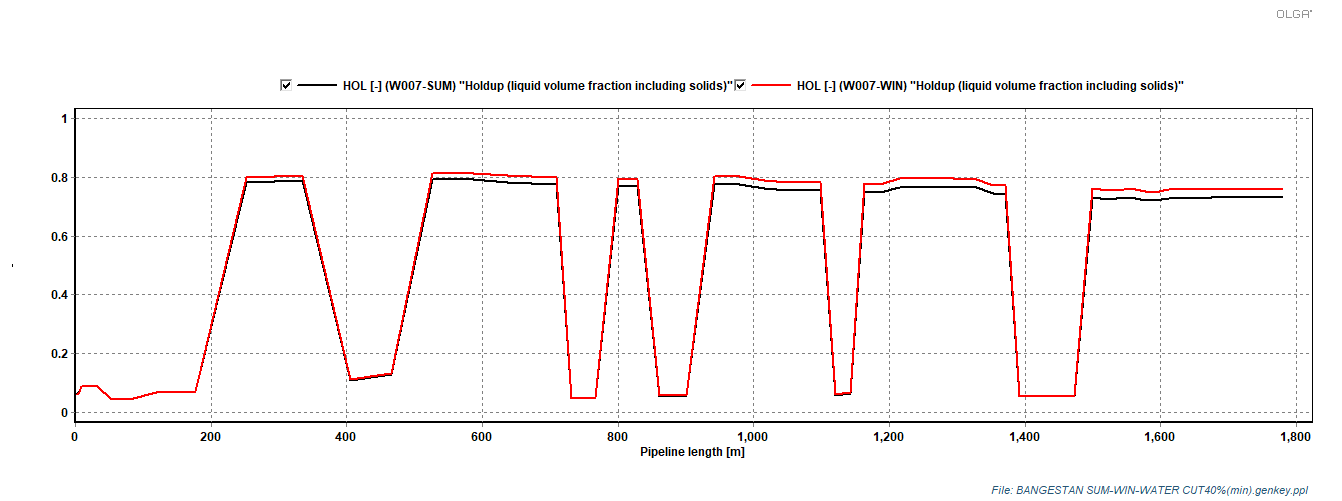 OLGA
HOL [-] (W007-SUM) "Holdup (liquid volume fraction including solids)" HOL [-] (W007-WIN) "Holdup (liquid volume fraction including solids)"
1
0.8
0.6
0.4
0.2
0
0 200 400 600 800 1,000 1,200 1,400 1,600 1,800
Pipeline length [m]
File: BANGESTAN SUM-WIN-WATER CUT40%(min).genkey.ppl